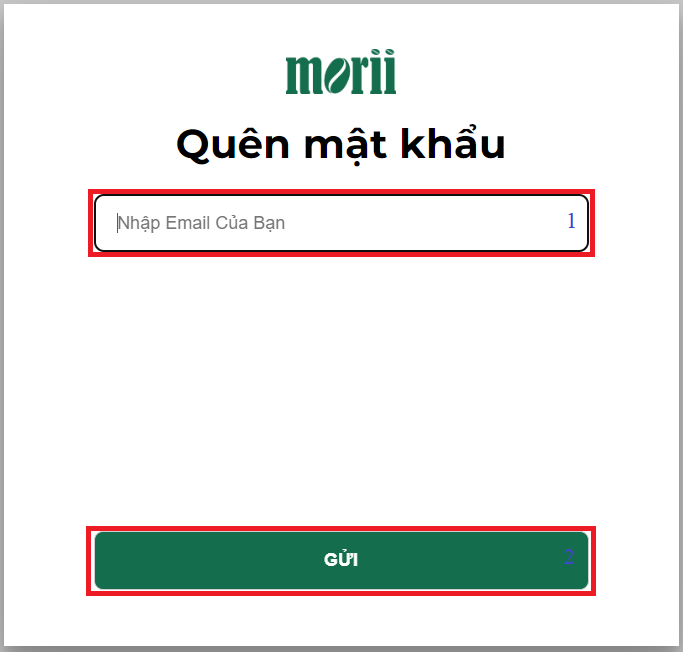 morii
Quên mật khẩu
Nhập Email Của Bạn 1
GỬI 2